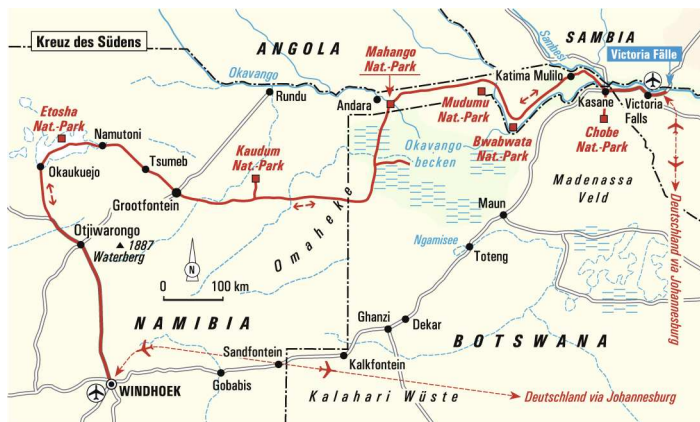 Kreuz des Südens
ANGOLA
SAMBIA
Sambesi
Victoria Fälle
Mahango
Nat.-Park
Okavango
Katima Mulilo
Rundu
Andara
Mudumu
Nat.-Park
Kasane
Victoria
Falls
Etosha
Nat.-Park
Namutoni
Bwabwata
Nat.-Park
Chobe
Nat.-Park
Okavango-
becken
Kaudum
Nat.-Park
Tsumeb
Okaukuejo
Grootfontein
Madenassa
Veld
Maun
Omaheke
Otjiwarongo
1887
Waterberg
Ngamisee
Toteng
N
0 100 km
Deutschland via Johannesburg
NAMIBIA
Ghanzi
Dekar
BOTSWANA
Sandfontein
Kalkfontein
Gobabis
WINDHOEK
Kalahari Wüste
Deutschland via Johannesburg